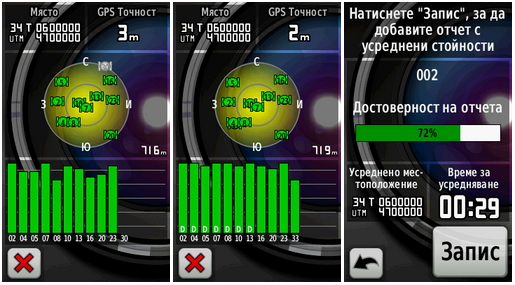 Място GPS Точност
34 T 0600000
UTM 4700000
3m
С
З И
Ю
716m
02 04 05 07 08 10 13 16 20 23 30
Място GPS Точност
34 T 0600000
UTM 4700000
2m
С
З И
Ю
719m
D D D D D D D
02 04 05 07 08 10 13 16 20 23 33
Натиснете "Запис", за да
добавите отчет с
усреднени стойности
002
Достоверност на отчета
72%
Усреднено мес-
тоположение
34 T 0600000
UTM 4700000
Време за
усредняване
00:29
Запис